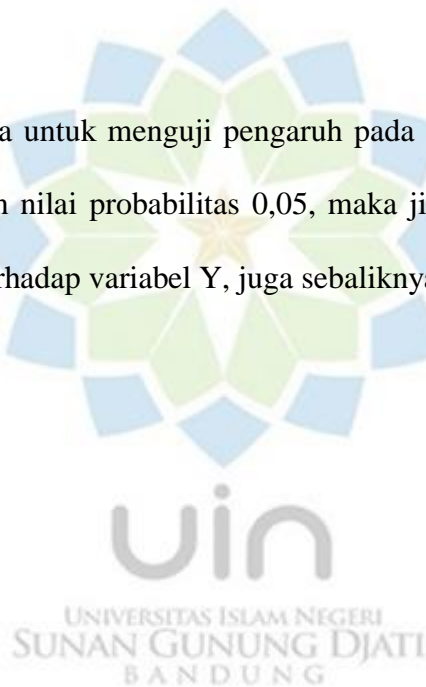 a untuk menguji pengaruh pada
n nilai probabilitas 0,05, maka ji
rhadap variabel Y, juga sebaliknya
uin
UNIVERSITAS ISLAM NEGERI
SUNAN GUNUNG DJATI
BANDUNG